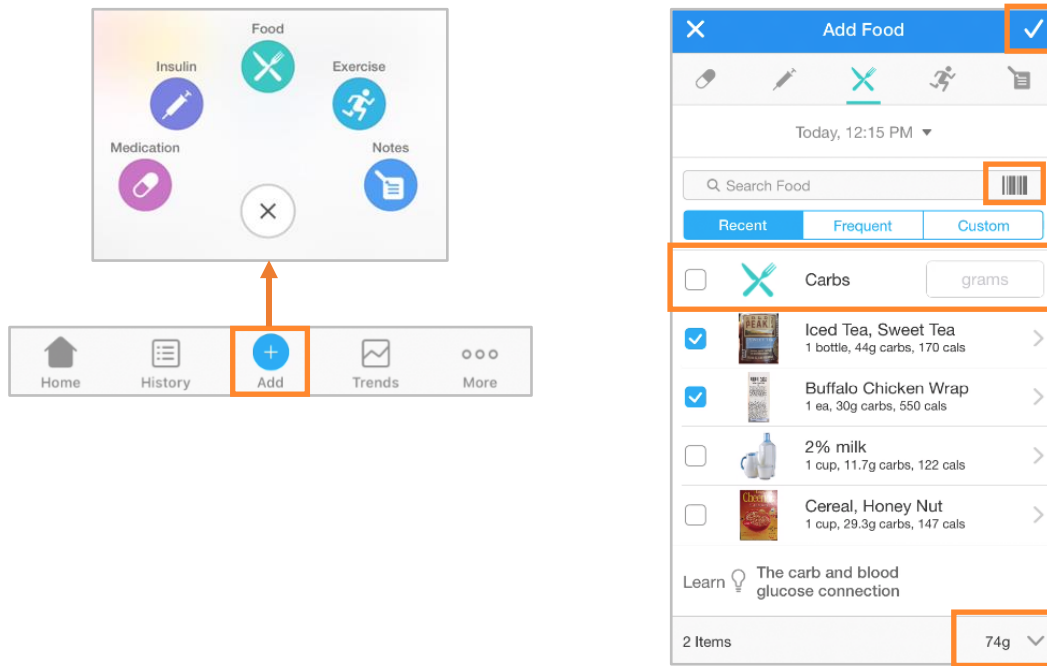 Food
Insulin
Exercise
Medication
Notes
Home
History
Add
Trends
More
Add Food
Today, 12:15 PM
Search Food
Recent
Frequent
Custom
Carbs
grams
Iced Tea, Sweet Tea
1 bottle, 44g carbs, 170 cals
Buffalo Chicken Wrap
1 ea, 30g carbs, 550 cals
2% milk
1 cup, 11.7g carbs, 122 cals
Cereal, Honey Nut
1 cup, 29.3g carbs, 147 cals
Learn
The carb and blood
glucose connection
2 Items
74g